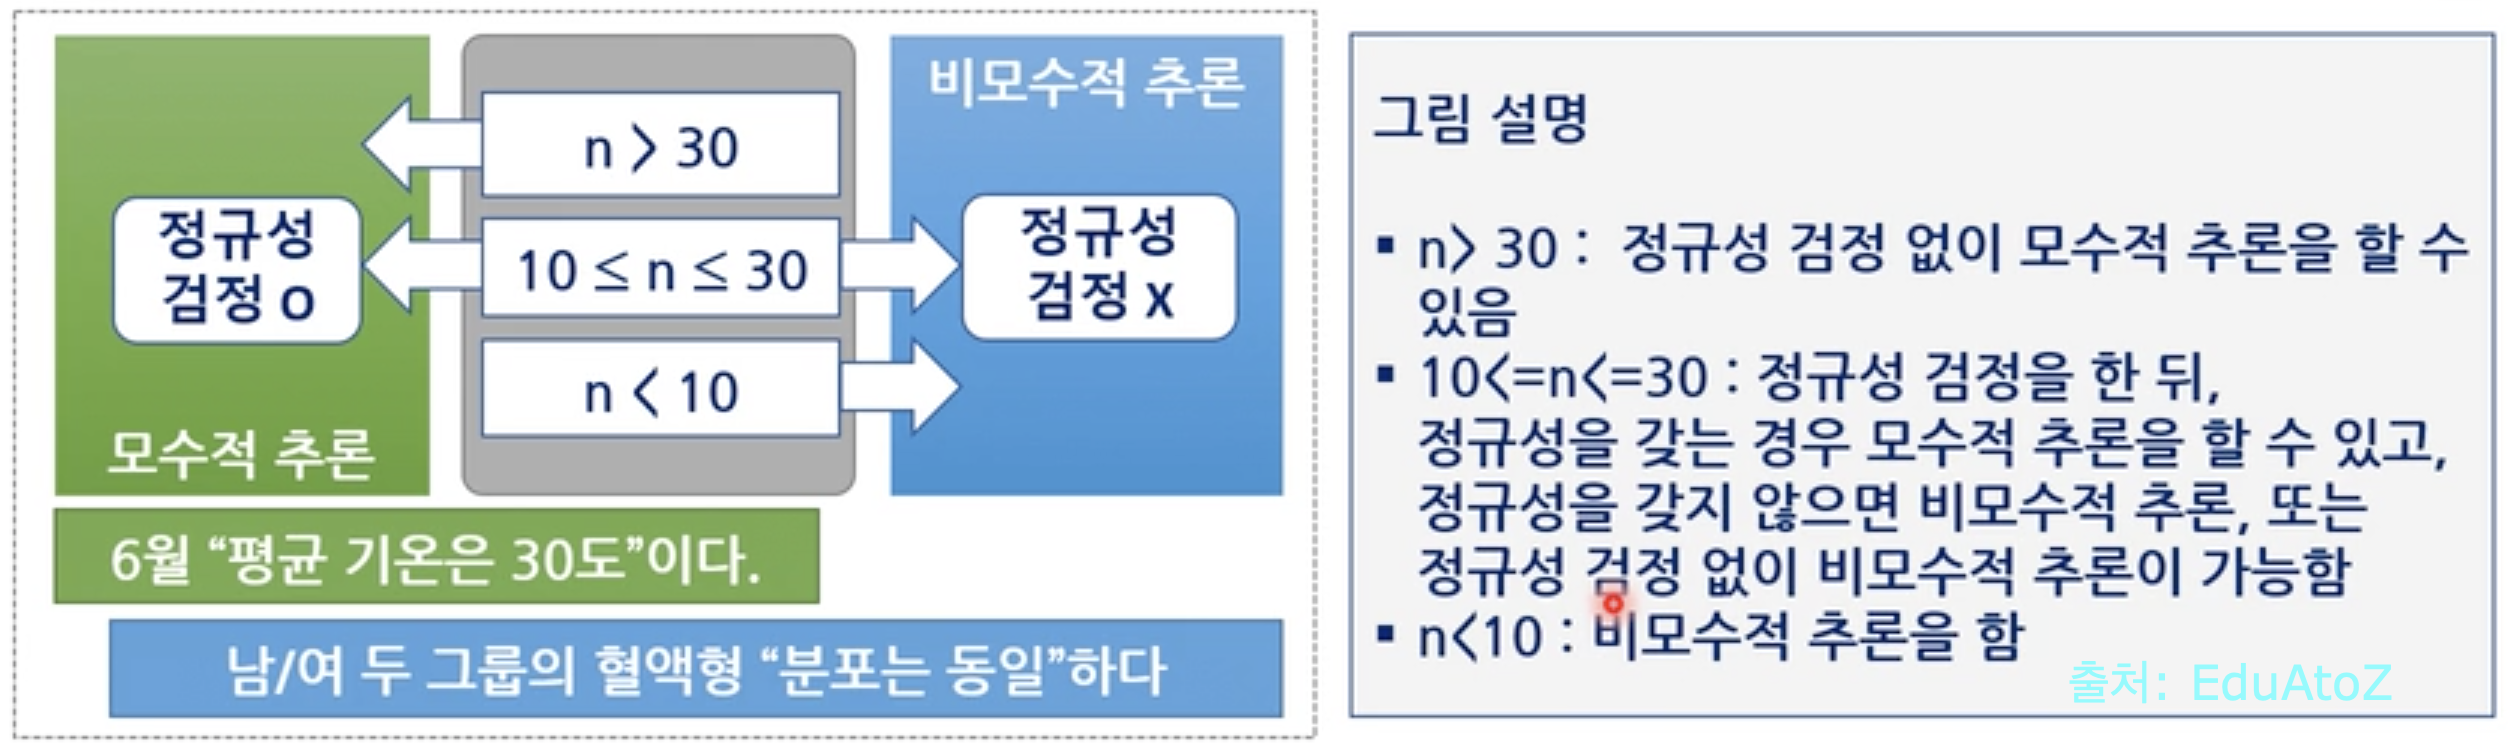 비모수적 추론
n > 30
정규성
검정 O
10 ≤ n ≤ 30
정규성
검정 X
n < 10
모수적 추론
6월 “평균 기온은 30도”이다.
남/여 두 그룹의 혈액형 “분포는 동일”하다
그림 설명
▪ n> 30 : 정규성 검정 없이 모수적 추론을 할 수
있음
▪ 10<=n<=30 : 정규성 검정을 한 뒤,
정규성을 갖는 경우 모수적 추론을 할 수 있고,
정규성을 갖지 않으면 비모수적 추론, 또는
정규성 검정 없이 비모수적 추론이 가능함
▪ n<10 : 비모수적 추론을 함
출처: EduAtoZ